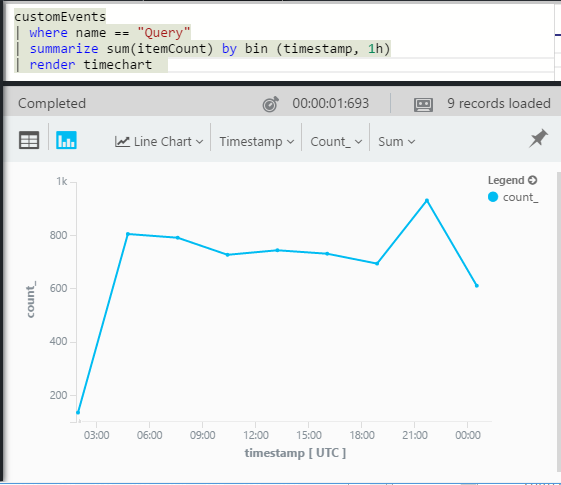 customEvents
| where name == "Query"
| summarize sum(itemCount) by bin (timestamp, 1h)
| render timechart
Completed 00:00:01:693 9 records loaded
Line Chart Timestamp Count_ Sum
Legend
count_
1k
800
600
400
200
count_
03:00 06:00 09:00 12:00 15:00 18:00 21:00 00:00
timestamp [ UTC ]